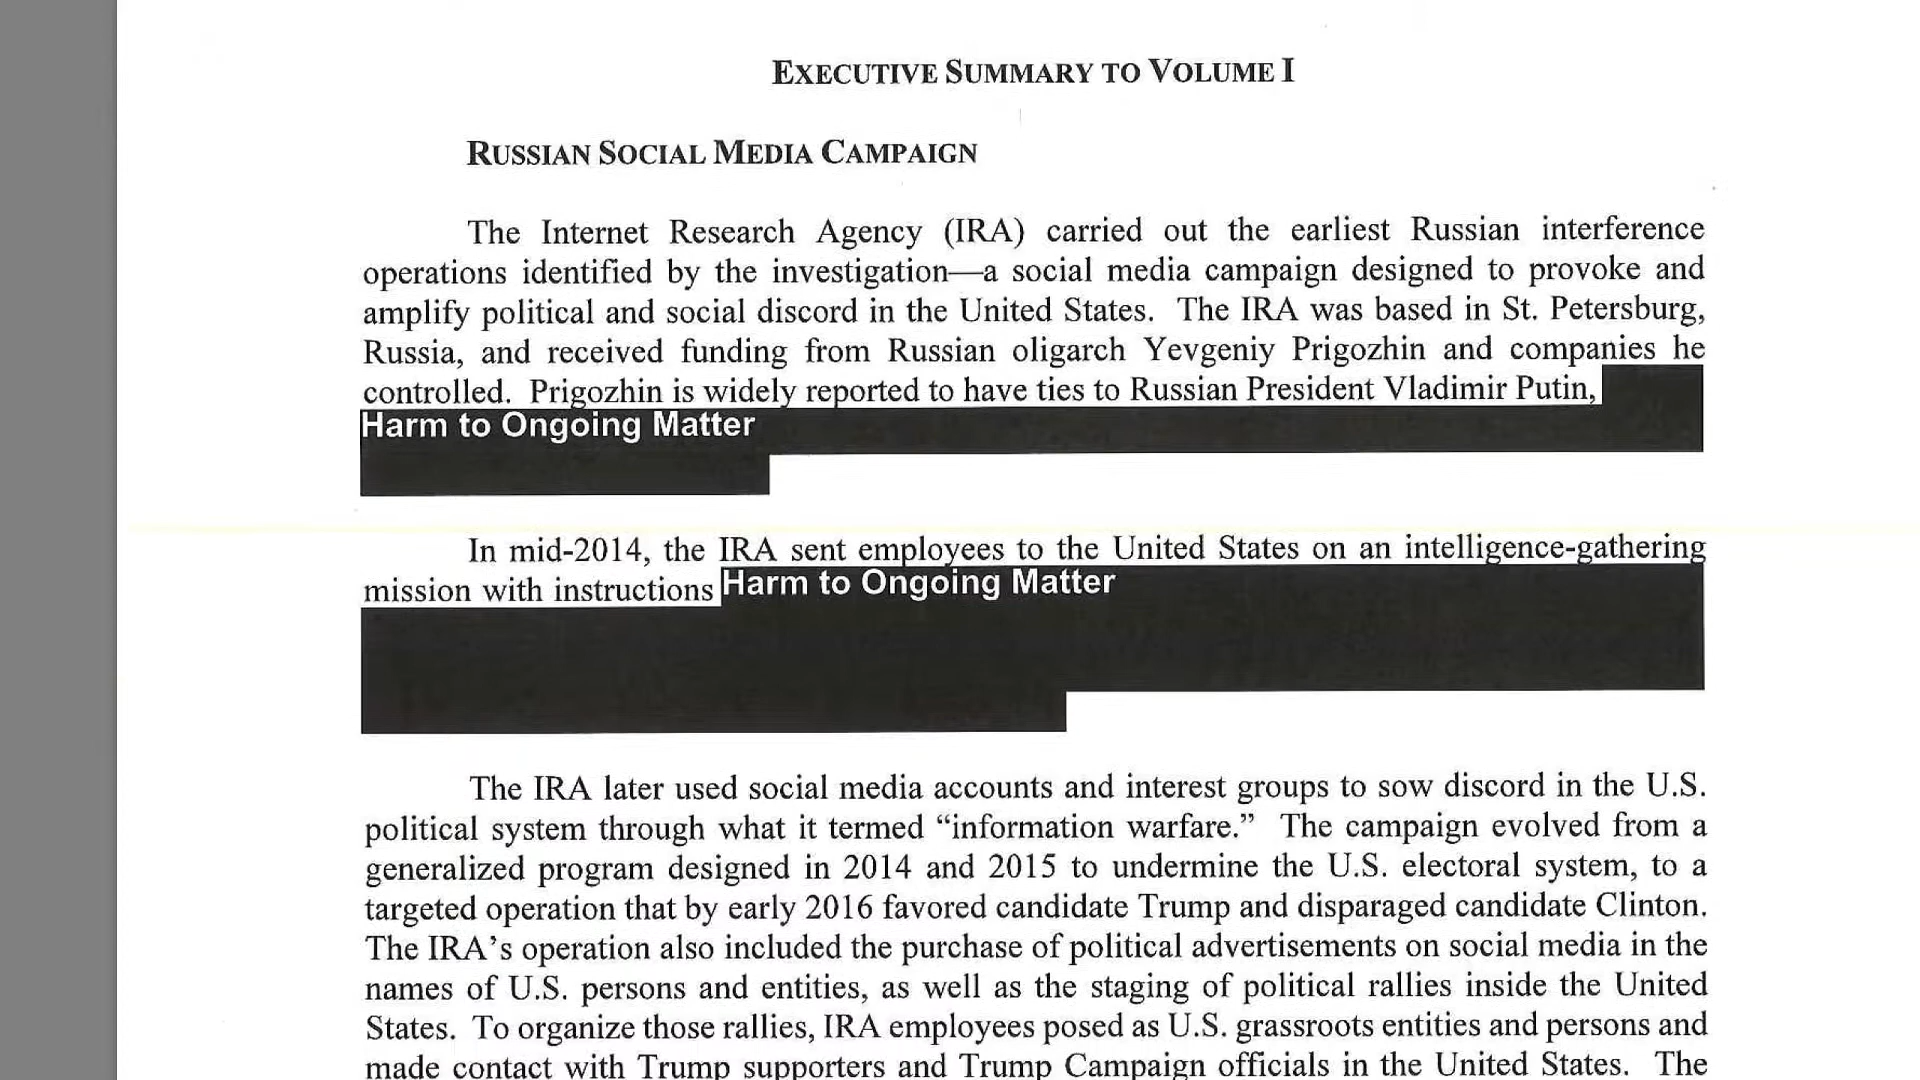 EXECUTIVE SUMMARY TO VOLUME I
RUSSIAN SOCIAL MEDIA CAMPAIGN
The Internet Research Agency (IRA) carried out the earliest Russian interference
operations identified by the investigation—a social media campaign designed to provoke and
amplify political and social discord in the United States. The IRA was based in St. Petersburg,
Russia, and received funding from Russian oligarch Yevgeniy Prigozhin and companies he
controlled. Prigozhin is widely reported to have ties to Russian President Vladimir Putin,
Harm to Ongoing Matter
In mid-2014, the IRA sent employees to the United States on an intelligence-gathering
mission with instructions Harm to Ongoing Matter
The IRA later used social media accounts and interest groups to sow discord in the U.S.
political system through what it termed “information warfare.” The campaign evolved from a
generalized program designed in 2014 and 2015 to undermine the U.S. electoral system, to a
targeted operation that by early 2016 favored candidate Trump and disparaged candidate Clinton.
The IRA’s operation also included the purchase of political advertisements on social media in the
names of U.S. persons and entities, as well as the staging of political rallies inside the United
States. To organize those rallies, IRA employees posed as U.S. grassroots entities and persons and
made contact with Trump supporters and Trump Campaign officials in the United States. The